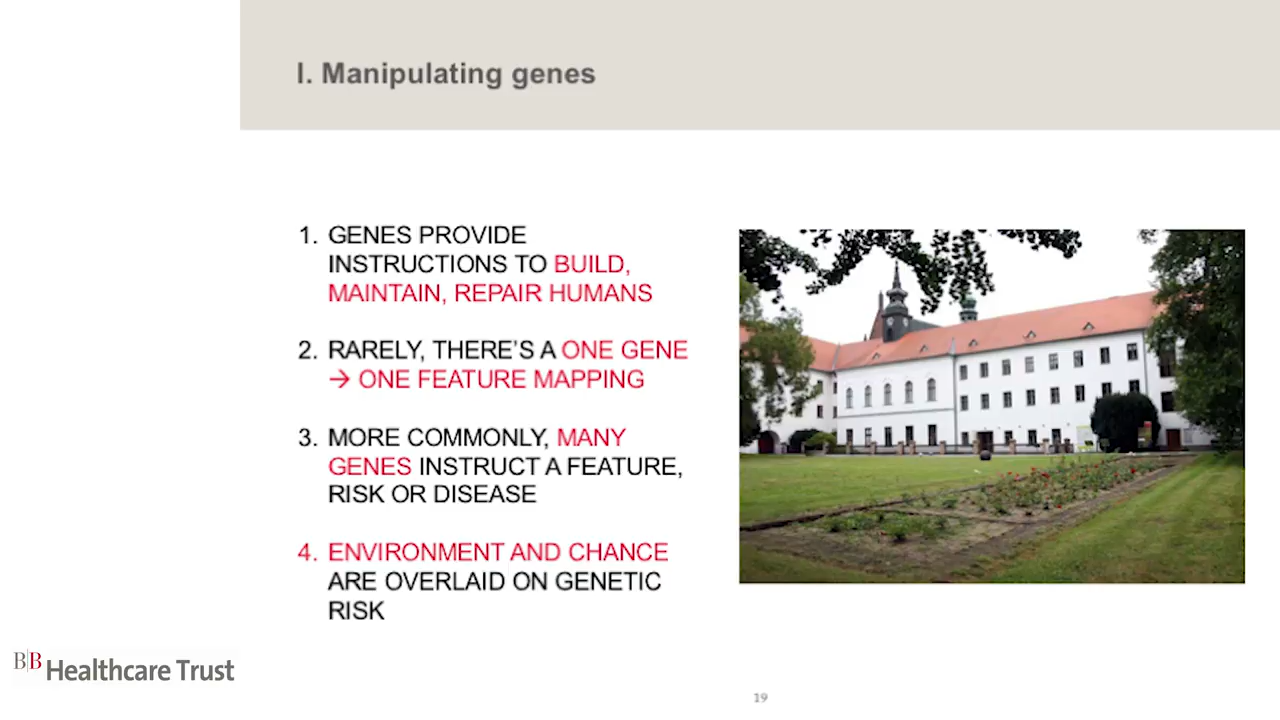 I. Manipulating genes
1. GENES PROVIDE
INSTRUCTIONS TO BUILD,
MAINTAIN, REPAIR HUMANS
2. RARELY, THERE'S A ONE GENE
→ ONE FEATURE MAPPING
3. MORE COMMONLY, MANY
GENES INSTRUCT A FEATURE,
RISK OR DISEASE
4. ENVIRONMENT AND CHANCE
ARE OVERLAID ON GENETIC
RISK
B|B Healthcare Trust
19